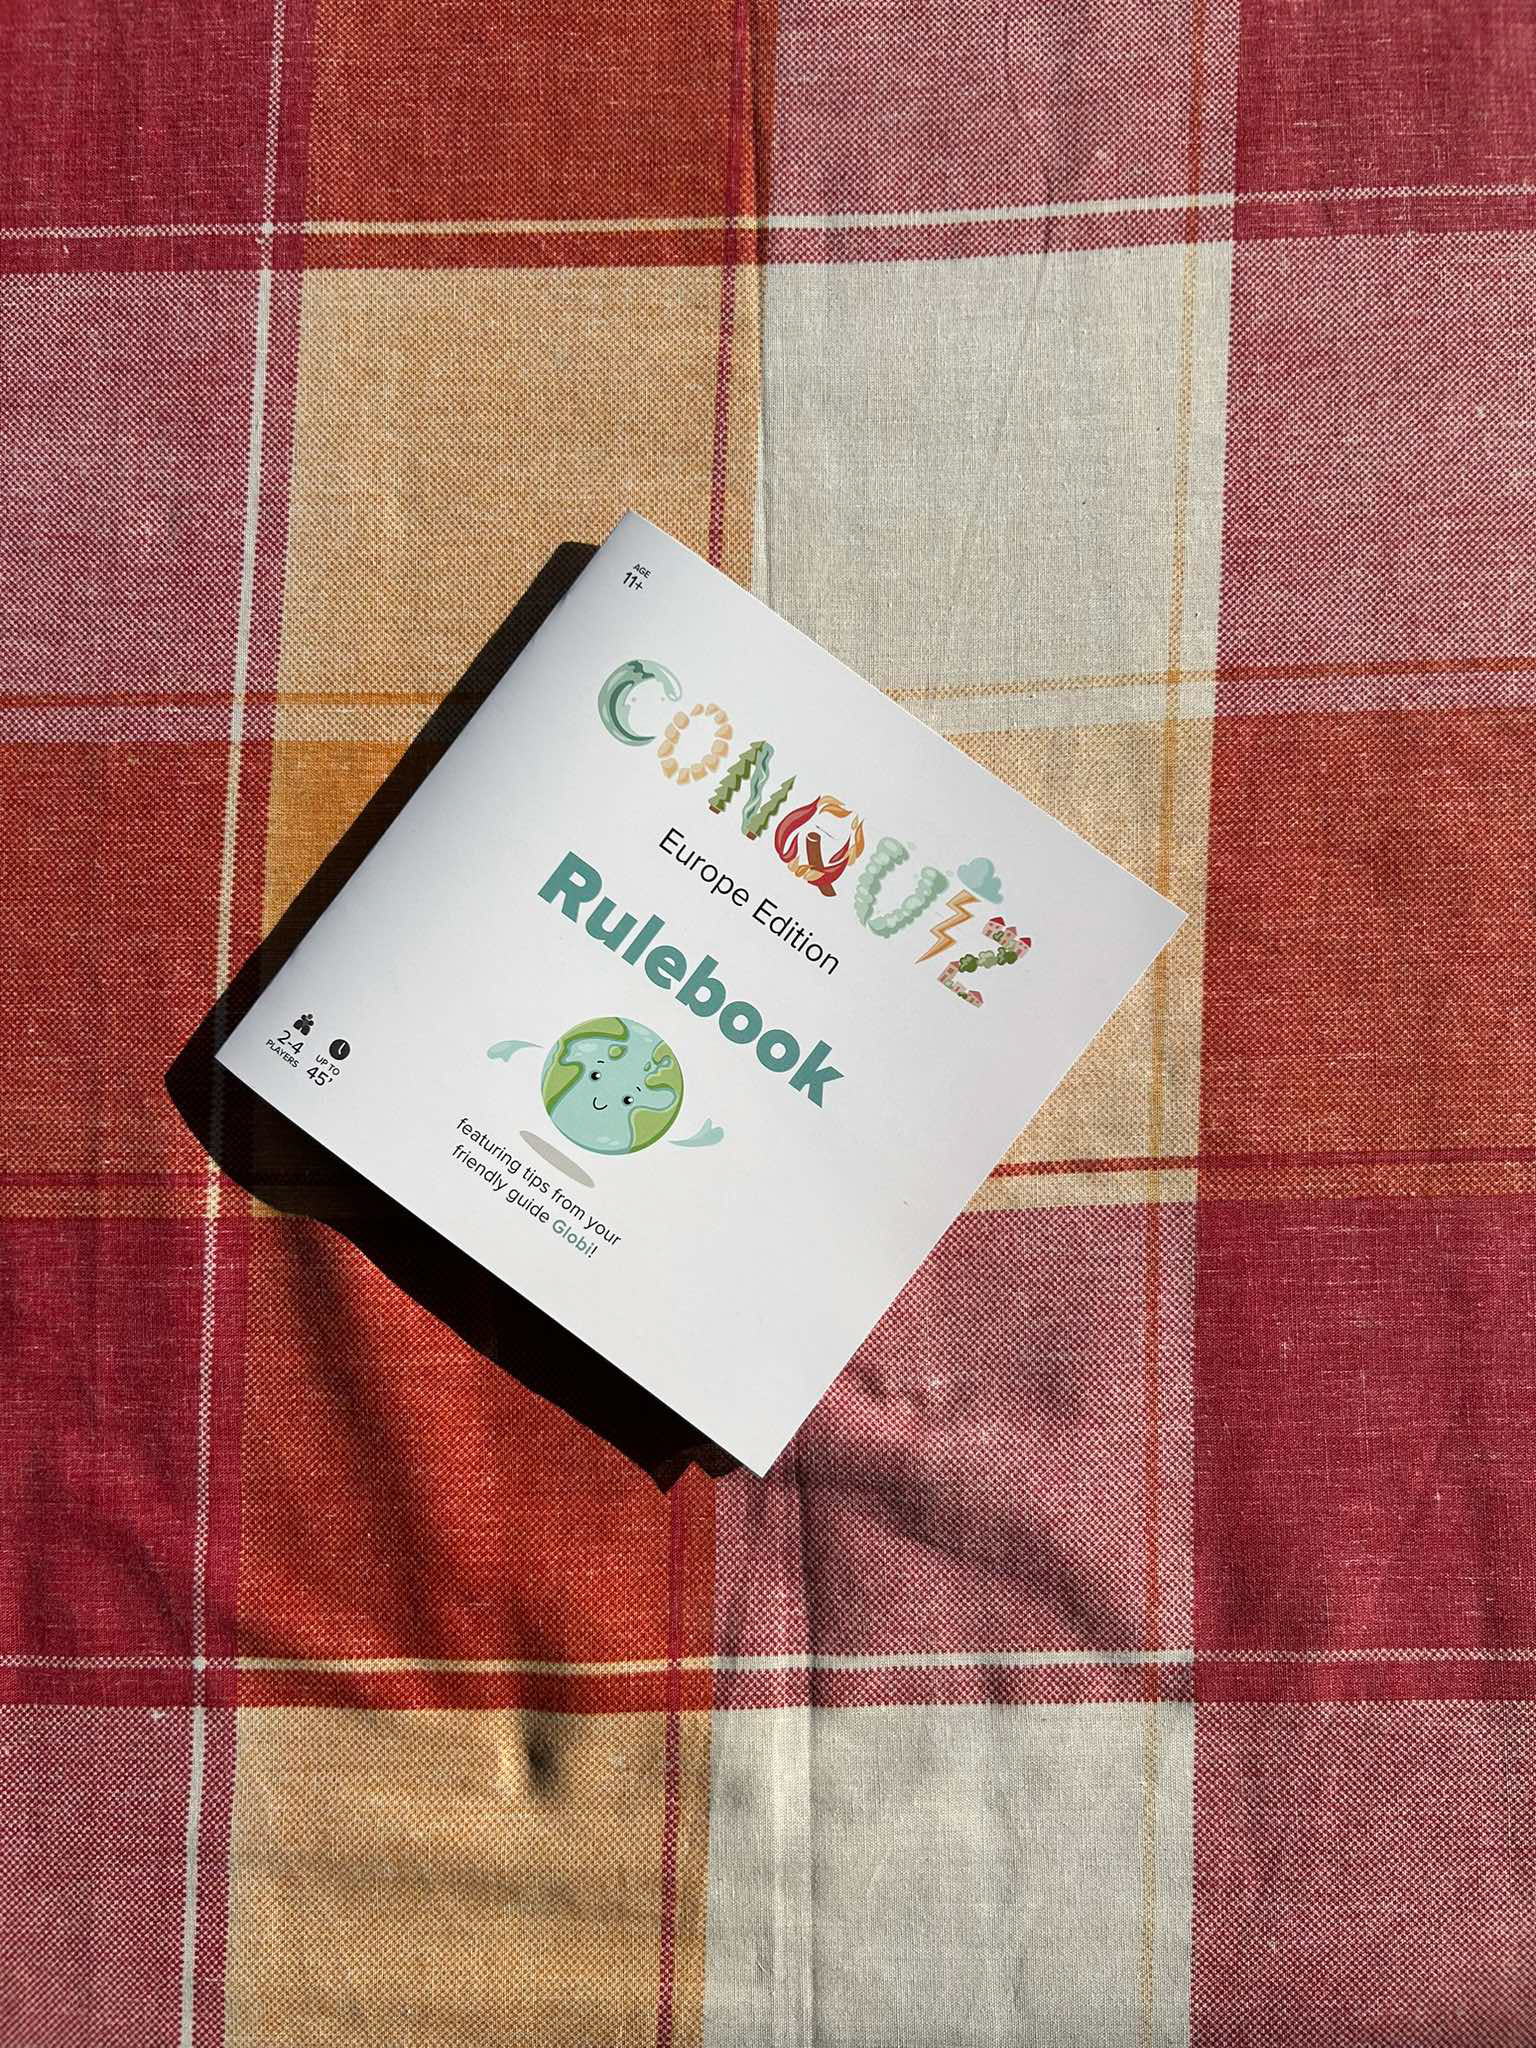 AGE
11+
CONQUIZ
Europe Edition
Rulebook
featuring tips from your
friendly guide Globi!
2-4
PLAYERS
UP TO
45'